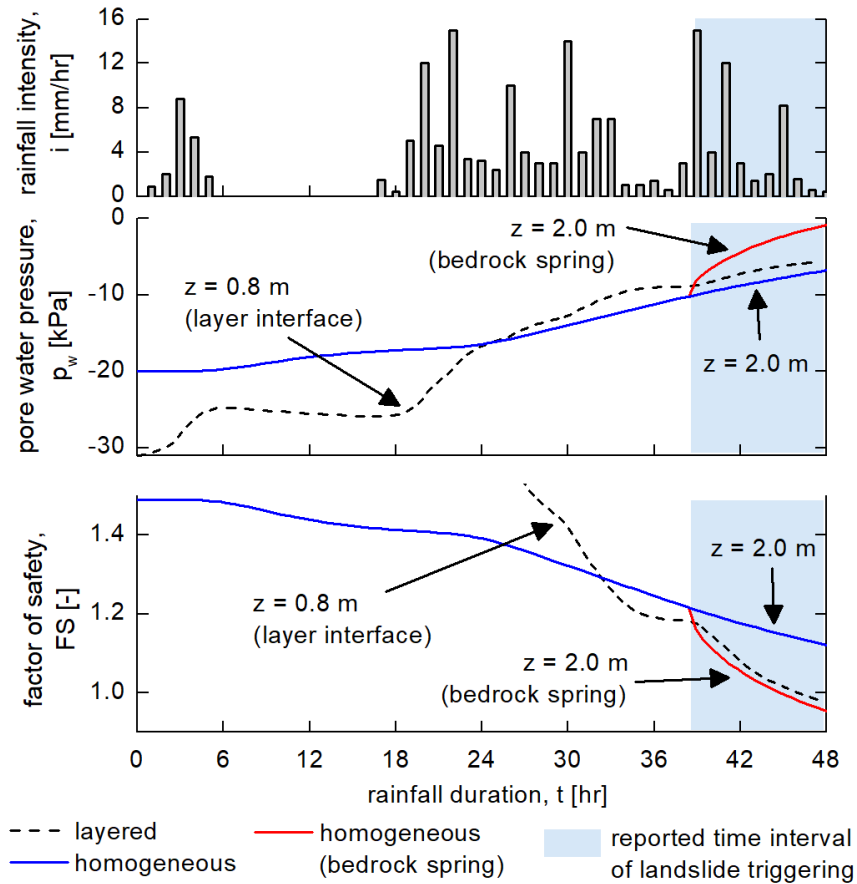 rainfall intensity,
i [mm/hr]
16
12
8
4
0
pore water pressure,
p_w [kPa]
0
-10
-20
-30
z = 2.0 m
(bedrock spring)
z = 0.8 m
(layer interface)
z = 2.0 m
factor of safety,
FS [-]
1.4
1.2
1.0
z = 2.0 m
z = 0.8 m
(layer interface)
z = 2.0 m
(bedrock spring)
0 6 12 18 24 30 36 42 48
rainfall duration, t [hr]
layered
homogeneous
homogeneous
(bedrock spring)
reported time interval
of landslide triggering